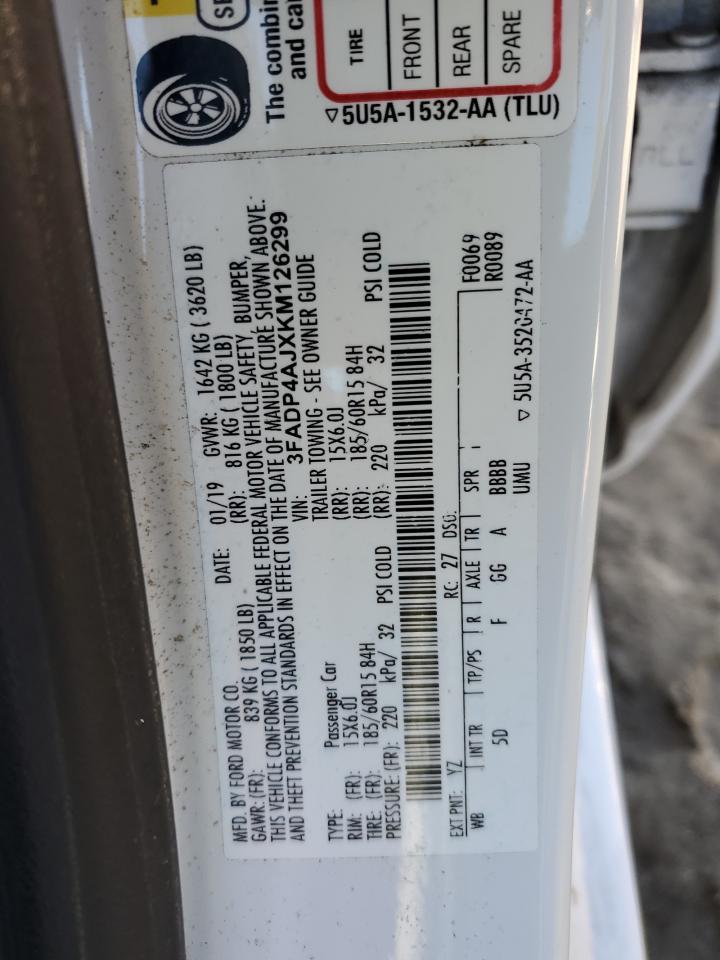 SE
The combin
and car
TIRE
FRONT
REAR
SPARE
▽5U5A-1532-AA (TLU)
MFD. BY FORD MOTOR CO. DATE: 01/19 GVWR: 1642 KG ( 3620 LB)
GAWR: (FR): 839 KG ( 1850 LB) (RR): 816 KG ( 1800 LB)
THIS VEHICLE CONFORMS TO ALL APPLICABLE FEDERAL MOTOR VEHICLE SAFETY, BUMPER,
AND THEFT PREVENTION STANDARDS IN EFFECT ON THE DATE OF MANUFACTURE SHOWN ABOVE.
VIN: 3FADP4AJXKM126299
TYPE: Passenger Car TRAILER TOWING - SEE OWNER GUIDE
RIM: (FR): 15X6.0J (RR): 15X6.0J
TIRE: (FR): 185/60R15 84H (RR): 185/60R15 84H
PRESSURE: (FR): 220 kPa/ 32 PSI COLD (RR): 220 kPa/ 32 PSI COLD
EXT PNT: YZ RC: 27 DSO: F0069
WB INT TR TP/PS R AXLE TR SPR R0089
5D F GG A BBBB
UMU ▽ 5U5A-3520472-AA